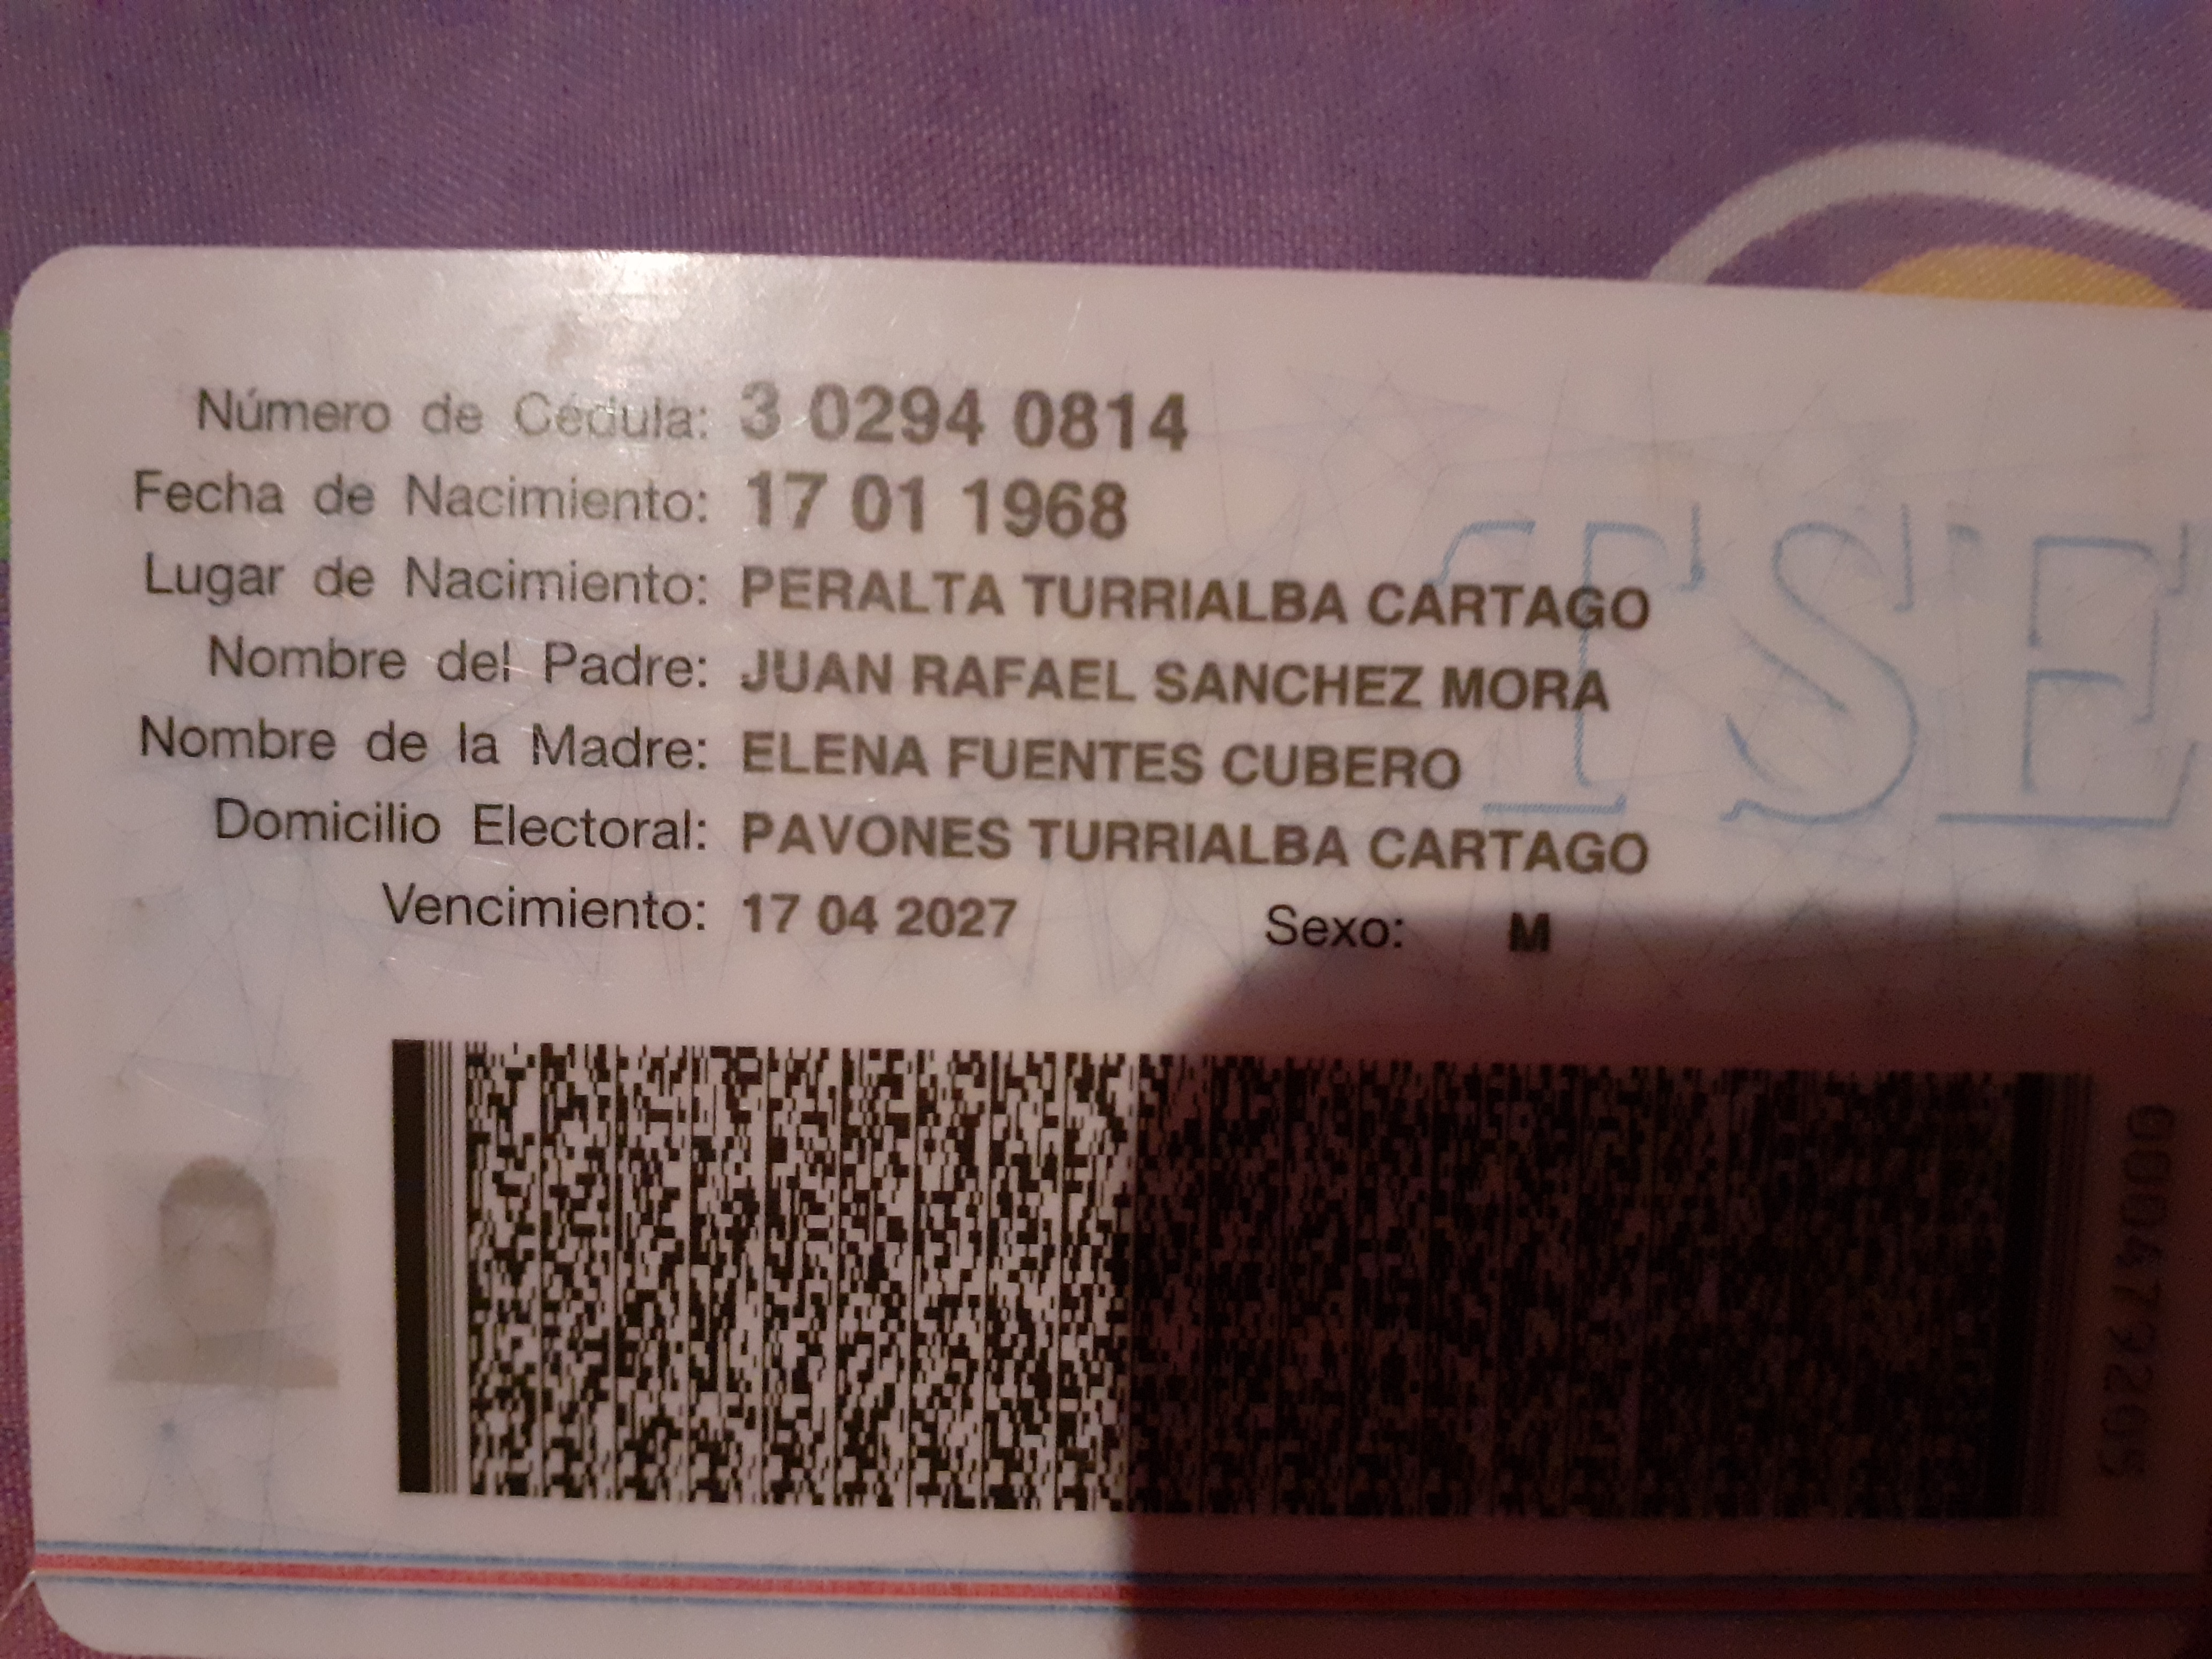 Número de Cédula: 3 0294 0814
Fecha de Nacimiento: 17 01 1968
Lugar de Nacimiento: PERALTA TURRIALBA CARTAGO
Nombre del Padre: JUAN RAFAEL SANCHEZ MORA
Nombre de la Madre: ELENA FUENTES CUBERO
Domicilio Electoral: PAVONES TURRIALBA CARTAGO
Vencimiento: 17 04 2027 Sexo: M